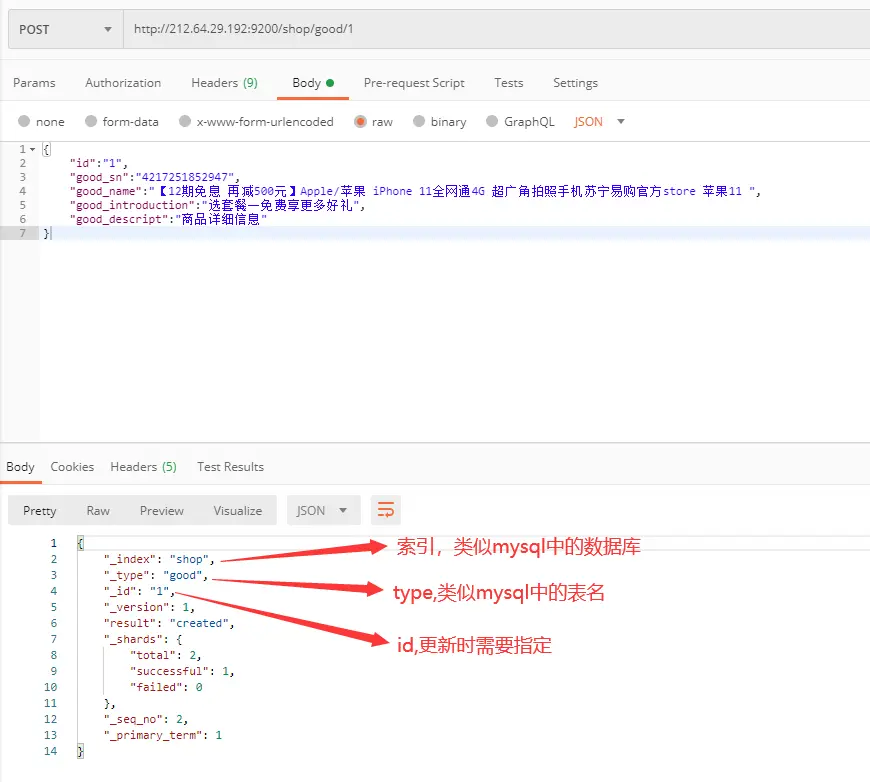 POST
http://212.64.29.192:9200/shop/good/1
Params Authorization Headers (9) Body Pre-request Script Tests Settings
none form-data x-www-form-urlencoded raw binary GraphQL JSON
1 {
2 "id":"1",
3 "good_sn":"4217251852947",
4 "good_name":"【12期免息 再减500元】Apple/苹果 iPhone 11全网通4G 超广角拍照手机苏宁易购官方store 苹果11 ",
5 "good_introduction":"选套餐一免费享更多好礼",
6 "good_descript":"商品详细信息"
7 }
Body Cookies Headers (5) Test Results
Pretty Raw Preview Visualize JSON
1 {
2 "_index": "shop", 索引，类似mysql中的数据库
3 "_type": "good",
4 "_id": "1", type,类似mysql中的表名
5 "_version": 1,
6 "result": "created",
7 "_shards": { id,更新时需要指定
8 "total": 2,
9 "successful": 1,
10 "failed": 0
11 },
12 "_seq_no": 2,
13 "_primary_term": 1
14 }